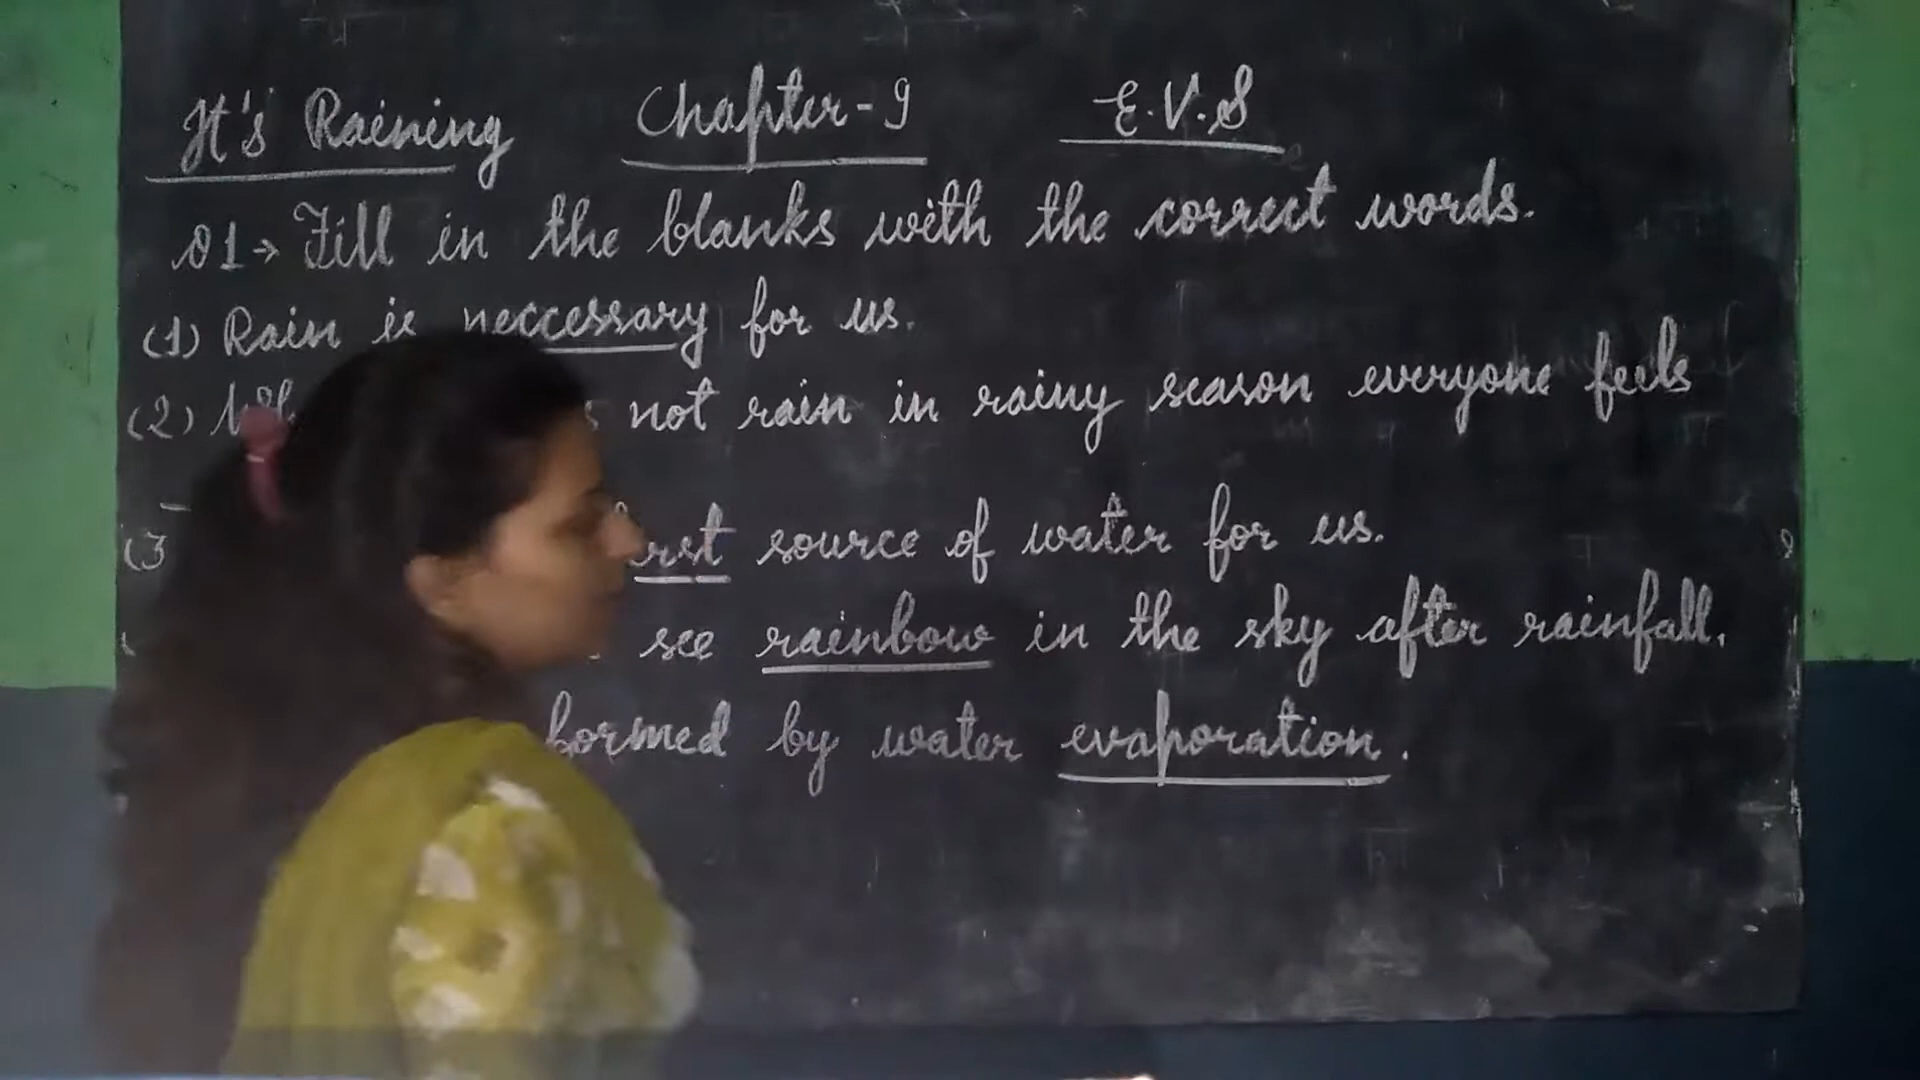 It's Raining Chapter-9 E.V.S
Q1→ Fill in the blanks with the correct words.
(1) Rain is neccessary for us.
(2) not rain in rainy season everyone feels
(3 source of water for us.
see rainbow in the sky after rainfall.
formed by water evaporation.